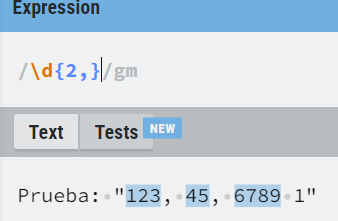 Expression
/\d{2,}/gm
Text Tests NEW
Prueba: "123, 45, 6789 1"